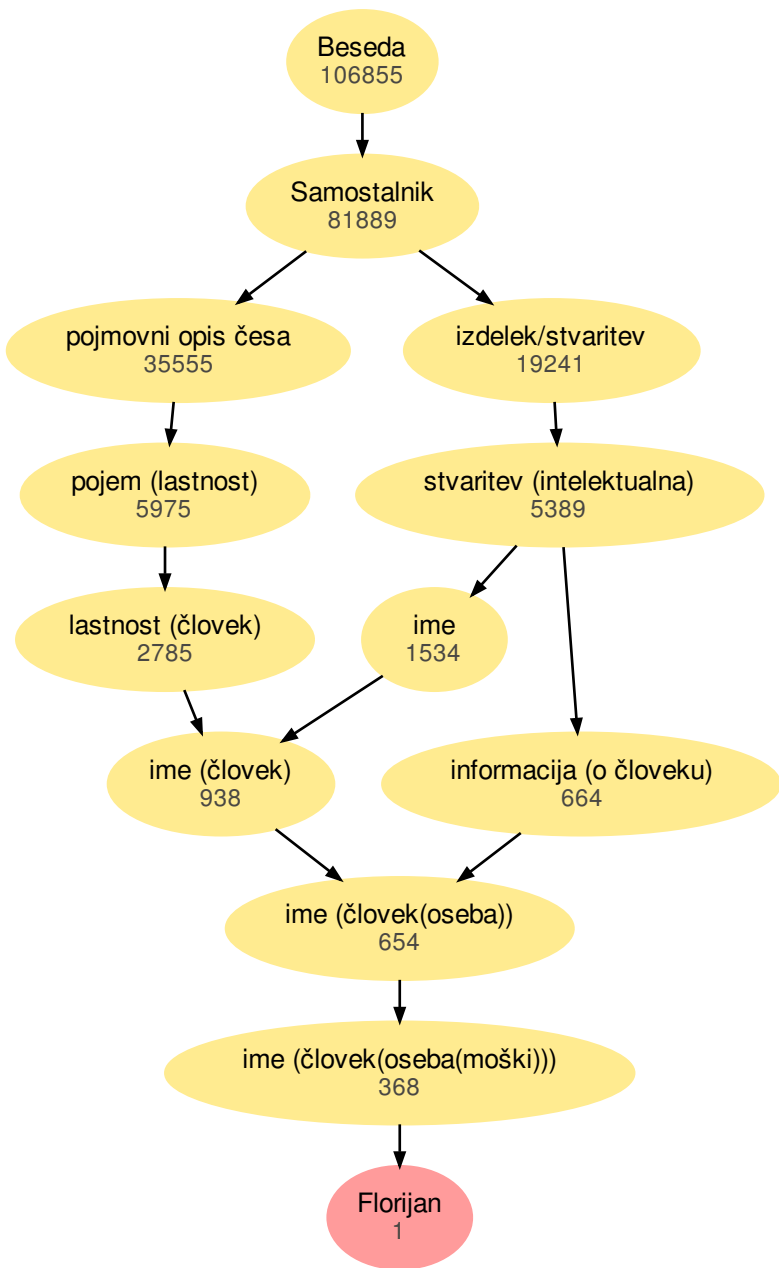 Beseda
106855
Samostalnik
81889
pojmovni opis česa
35555
izdelek/stvaritev
19241
pojem (lastnost)
5975
stvaritev (intelektualna)
5389
lastnost (človek)
2785
ime
1534
ime (človek)
938
informacija (o človeku)
664
ime (človek(oseba))
654
ime (človek(oseba(moški)))
368
Florijan
1